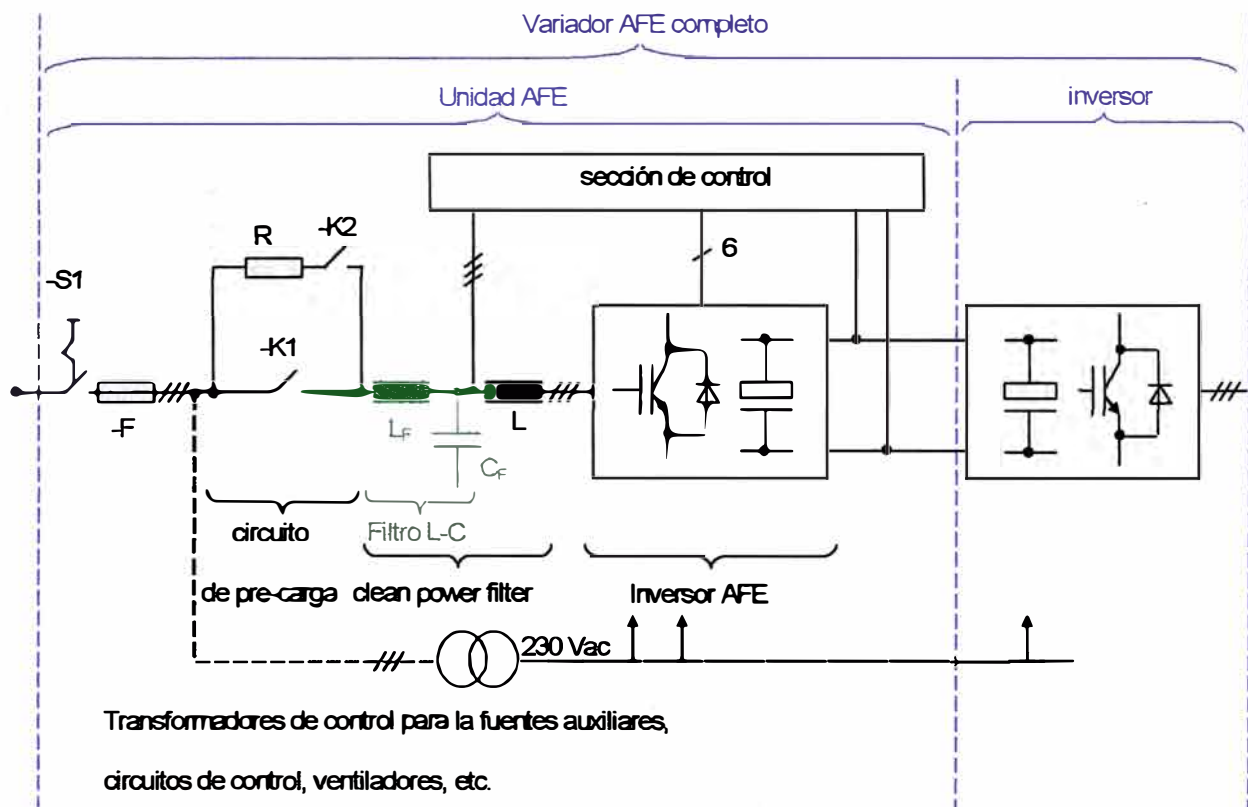 Variador AFE completo
Unidad AFE
inversor
sección de control
R
-K2
6
-S1
-K1
-F
LF
L
CF
circuito
Filtro L-C
de pre-carga
clean power filter
Inversor AFE
230 Vac
Transformadores de control para la fuentes auxiliares,
circuitos de control, ventiladores, etc.